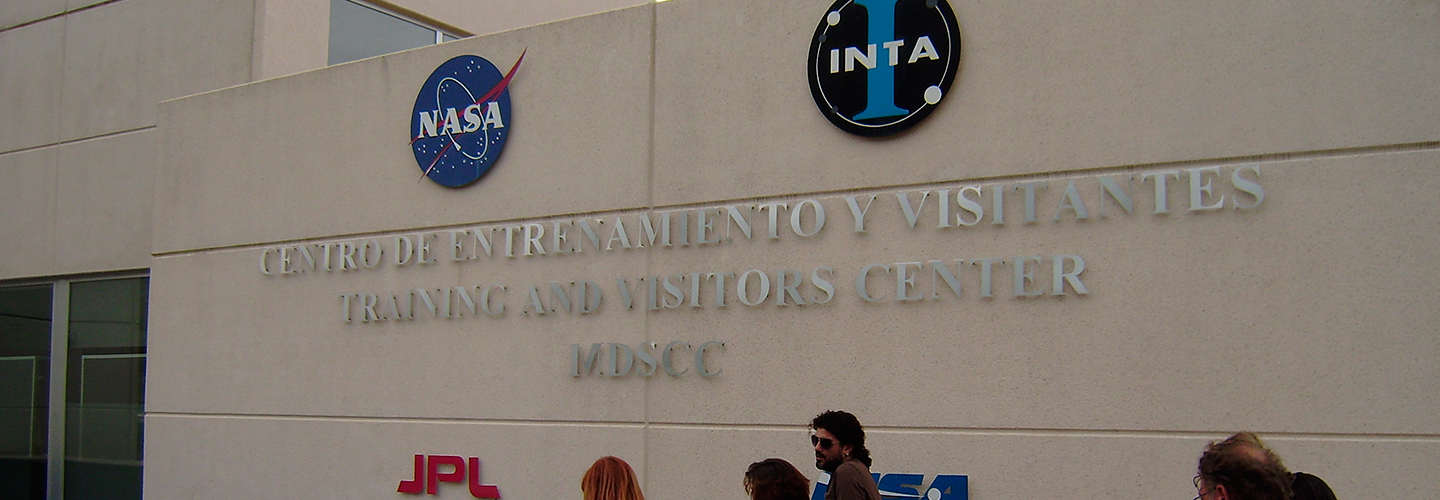 NASA
INTA
CENTRO DE ENTRENAMIENTO Y VISITANTES
TRAINING AND VISITORS CENTER
MDSCC
JPL